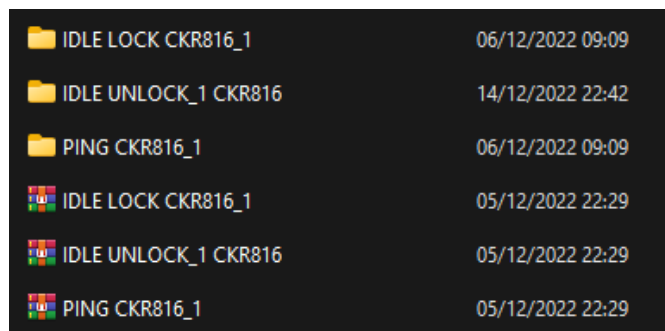 IDLE LOCK CKR816_1 06/12/2022 09:09
IDLE UNLOCK_1 CKR816 14/12/2022 22:42
PING CKR816_1 06/12/2022 09:09
IDLE LOCK CKR816_1 05/12/2022 22:29
IDLE UNLOCK_1 CKR816 05/12/2022 22:29
PING CKR816_1 05/12/2022 22:29